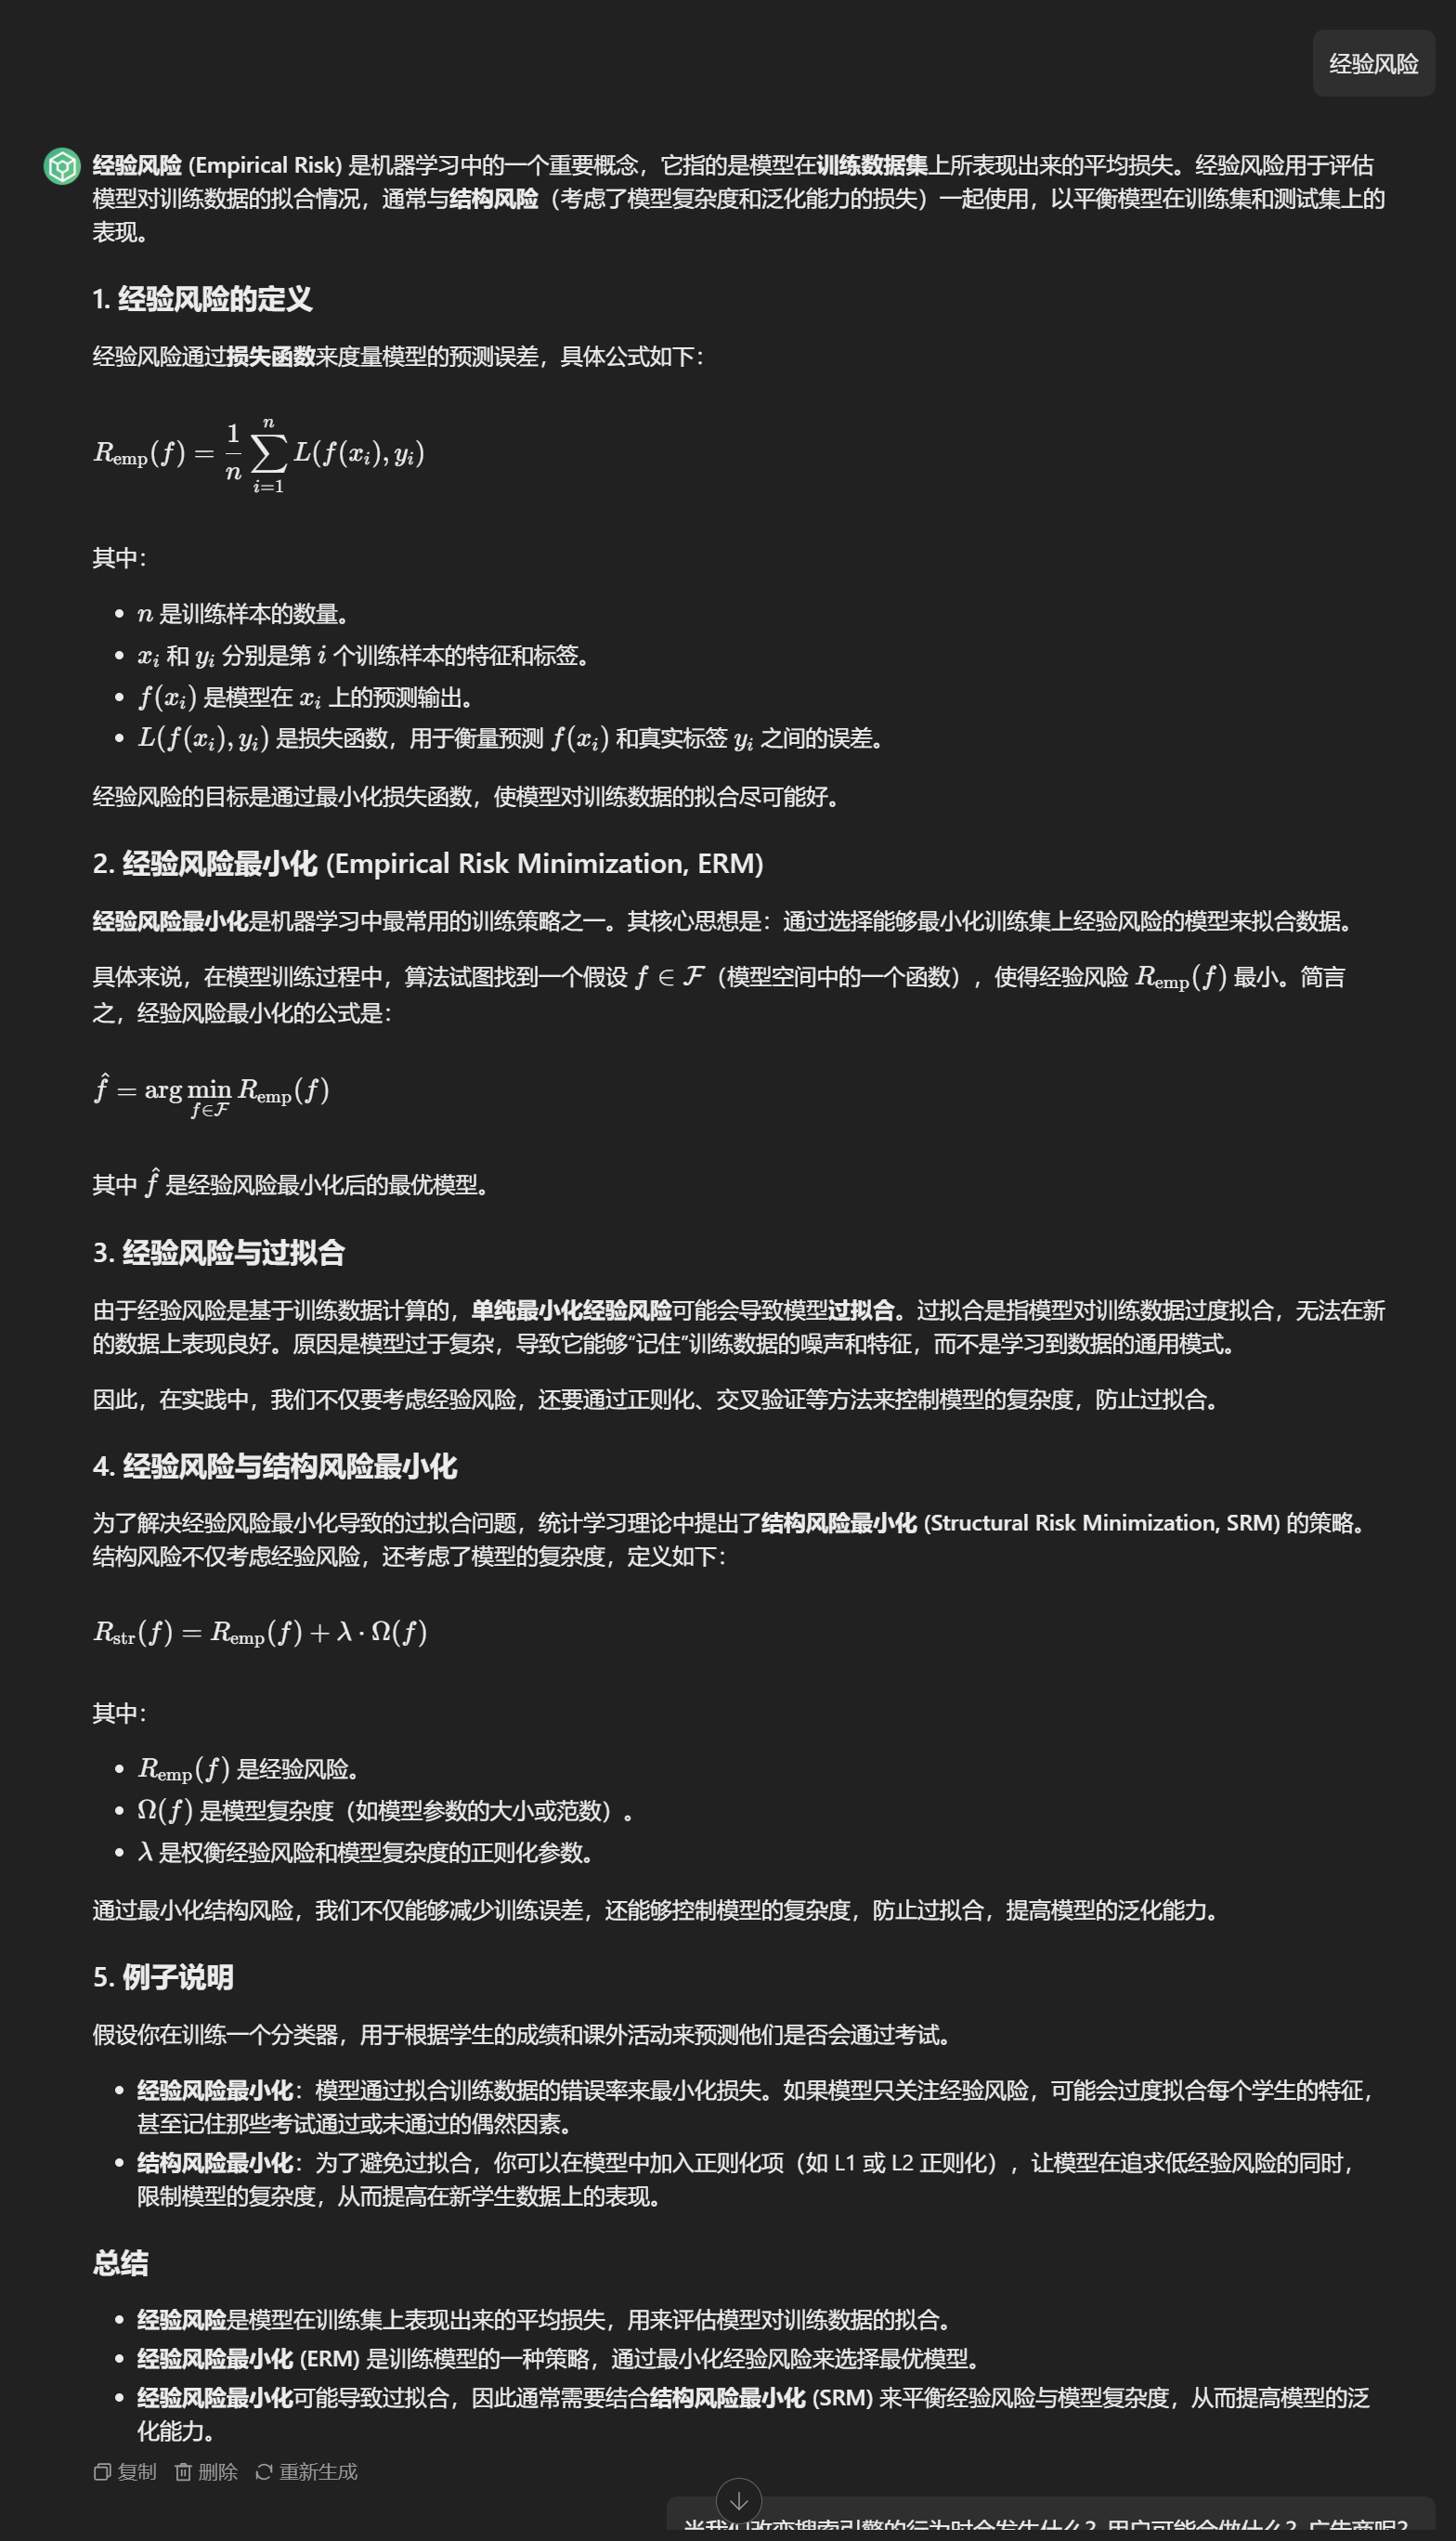 经验风险
经验风险 (Empirical Risk) 是机器学习中的一个重要概念，它指的是模型在训练数据集上所表现出来的平均损失。经验风险用于评估
模型对训练数据的拟合情况，通常与结构风险（考虑了模型复杂度和泛化能力的损失）一起使用，以平衡模型在训练集和测试集上的
表现。
1. 经验风险的定义
经验风险通过损失函数来度量模型的预测误差，具体公式如下：
R_emp(f) = 1/n ∑_{i=1}^{n} L(f(x_i), y_i)
其中：
• n 是训练样本的数量。
• x_i 和 y_i 分别是第 i 个训练样本的特征和标签。
• f(x_i) 是模型在 x_i 上的预测输出。
• L(f(x_i), y_i) 是损失函数，用于衡量预测 f(x_i) 和真实标签 y_i 之间的误差。
经验风险的目标是通过最小化损失函数，使模型对训练数据的拟合尽可能好。
2. 经验风险最小化 (Empirical Risk Minimization, ERM)
经验风险最小化是机器学习中最常用的训练策略之一。其核心思想是：通过选择能够最小化训练集上经验风险的模型来拟合数据。
具体来说，在模型训练过程中，算法试图找到一个假设 f ∈ F（模型空间中的一个函数），使得经验风险 R_emp(f) 最小。简言
之，经验风险最小化的公式是：
f̂ = arg min_{f∈F} R_emp(f)
其中 f̂ 是经验风险最小化后的最优模型。
3. 经验风险与过拟合
由于经验风险是基于训练数据计算的，单纯最小化经验风险可能会导致模型过拟合。过拟合是指模型对训练数据过度拟合，无法在新
的数据上表现良好。原因是模型过于复杂，导致它能够“记住”训练数据的噪声和特征，而不是学习到数据的通用模式。
因此，在实践中，我们不仅要考虑经验风险，还要通过正则化、交叉验证等方法来控制模型的复杂度，防止过拟合。
4. 经验风险与结构风险最小化
为了解决经验风险最小化导致的过拟合问题，统计学习理论中提出了结构风险最小化 (Structural Risk Minimization, SRM) 的策略。
结构风险不仅考虑经验风险，还考虑了模型的复杂度，定义如下：
R_str(f) = R_emp(f) + λ · Ω(f)
其中：
• R_emp(f) 是经验风险。
• Ω(f) 是模型复杂度（如模型参数的大小或范数）。
• λ 是权衡经验风险和模型复杂度的正则化参数。
通过最小化结构风险，我们不仅能够减少训练误差，还能够控制模型的复杂度，防止过拟合，提高模型的泛化能力。
5. 例子说明
假设你在训练一个分类器，用于根据学生的成绩和课外活动来预测他们是否会通过考试。
• 经验风险最小化：模型通过拟合训练数据的错误率来最小化损失。如果模型只关注经验风险，可能会过度拟合每个学生的特征，
甚至记住那些考试通过或未通过的偶然因素。
• 结构风险最小化：为了避免过拟合，你可以在模型中加入正则化项（如 L1 或 L2 正则化），让模型在追求低经验风险的同时，
限制模型的复杂度，从而提高在新学生数据上的表现。
总结
• 经验风险是模型在训练集上表现出来的平均损失，用来评估模型对训练数据的拟合。
• 经验风险最小化 (ERM) 是训练模型的一种策略，通过最小化经验风险来选择最优模型。
• 经验风险最小化可能导致过拟合，因此通常需要结合结构风险最小化 (SRM) 来平衡经验风险与模型复杂度，从而提高模型的泛
化能力。
复制 删除 重新生成
当我们改变搜索引擎的行为时会发生什么？用户可能会做什么？广告商呢？